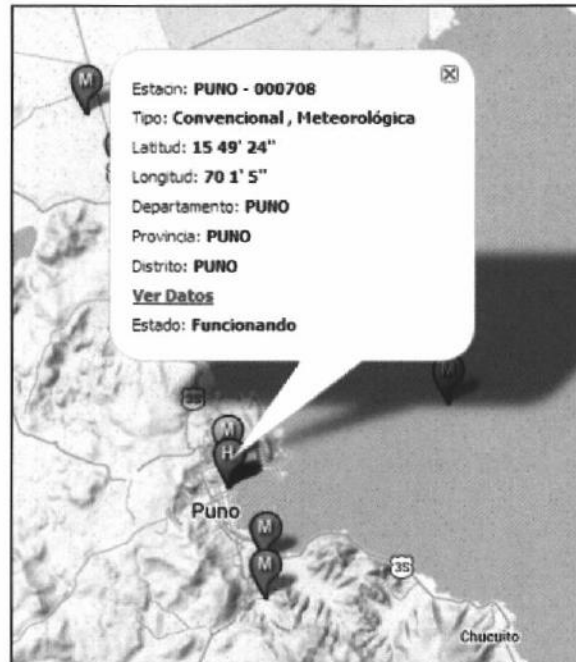 M
Estacin: PUNO - 000708
Tipo: Convencional , Meteorológica
Latitud: 15 49' 24"
Longitud: 70 1' 5"
Departamento: PUNO
Provincia: PUNO
Distrito: PUNO
Ver Datos
Estado: Funcionando
M
3S
M
H
Puno
M
M
3S
Chucuito